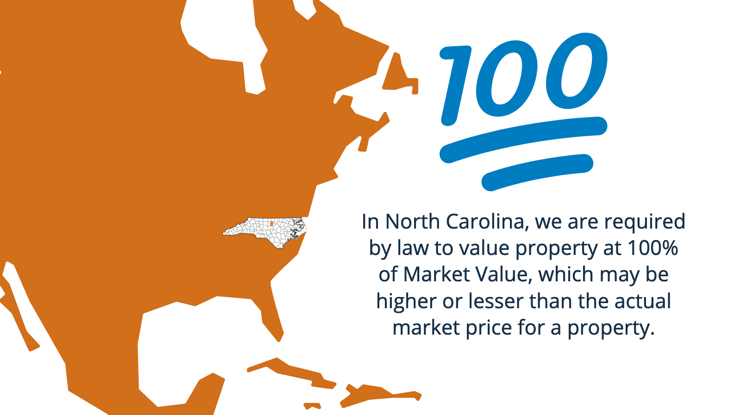 100
In North Carolina, we are required
by law to value property at 100%
of Market Value, which may be
higher or lesser than the actual
market price for a property.